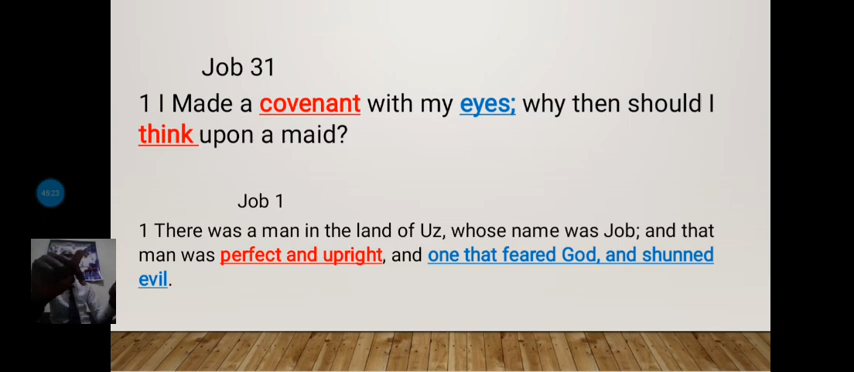 Job 31
1 I Made a covenant with my eyes; why then should I
think upon a maid?
Job 1
1 There was a man in the land of Uz, whose name was Job; and that
man was perfect and upright, and one that feared God, and shunned
evil.
45:23